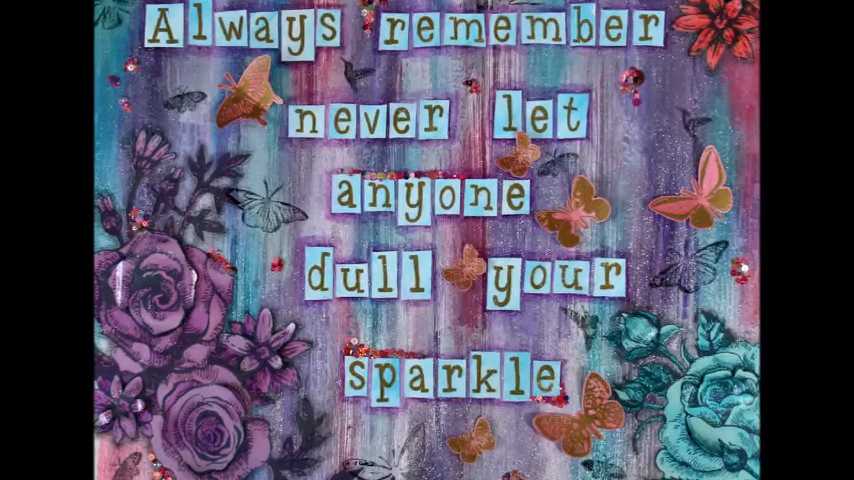 Always remember
never let
anyone
dull your
sparkle